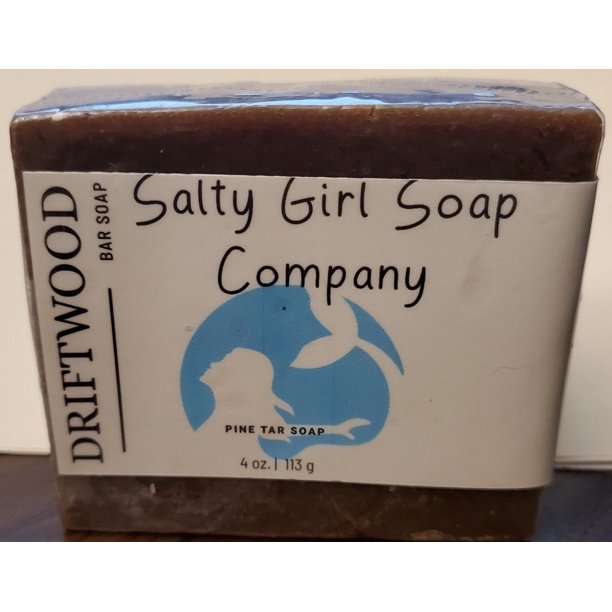 DRIFTWOOD
BAR SOAP
Salty Girl Soap
Company
PINE TAR SOAP
4 oz. | 113 g